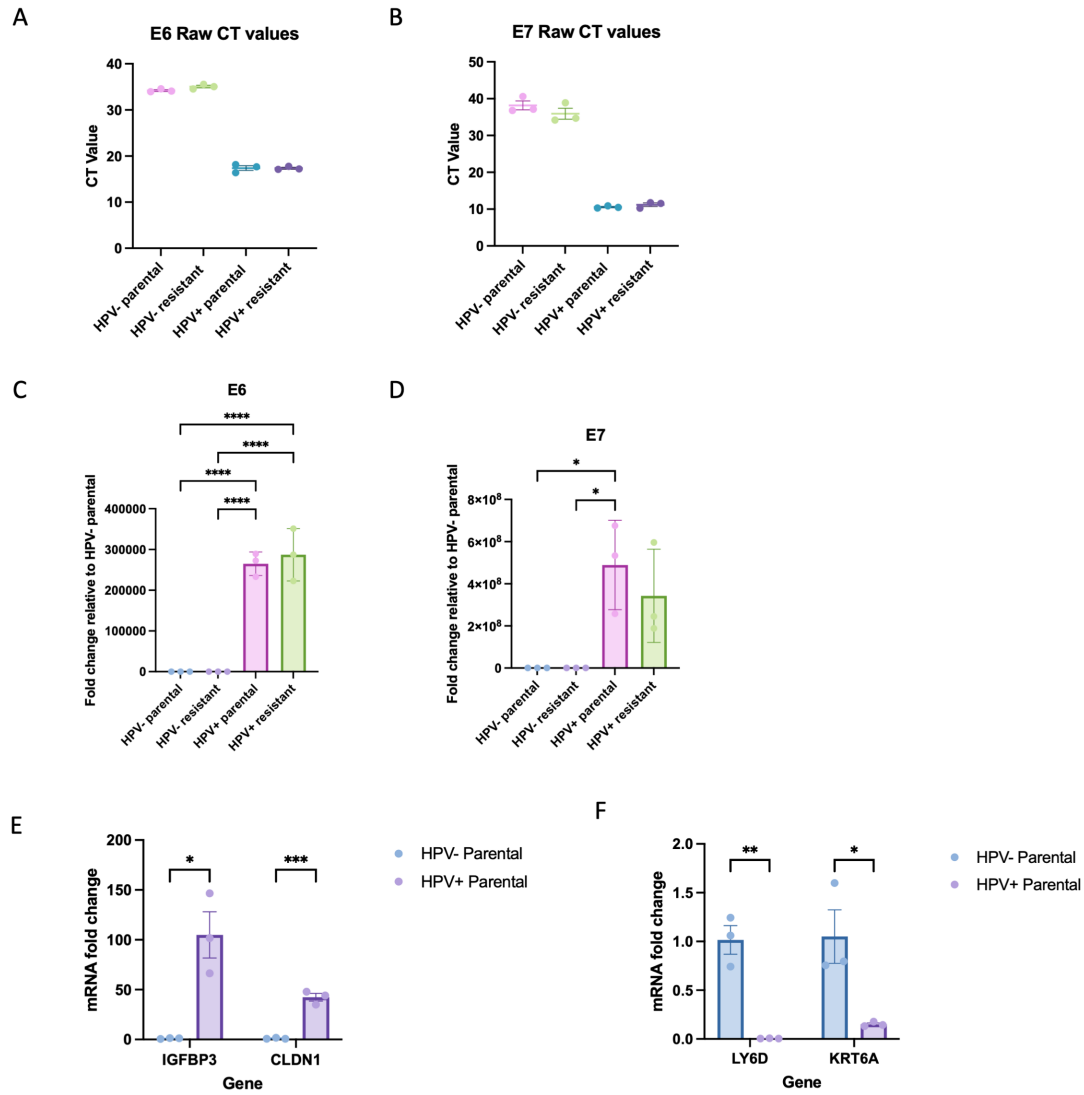 A
E6 Raw CT values
CT Value
40
30
20
10
0
HPV- parental
HPV- resistant
HPV+ parental
HPV+ resistant
B
E7 Raw CT values
CT Value
50
40
30
20
10
0
HPV- parental
HPV- resistant
HPV+ parental
HPV+ resistant
C
E6
****
****
****
****
Fold change relative to HPV- parental
400000
300000
200000
100000
0
HPV- parental
HPV- resistant
HPV+ parental
HPV+ resistant
D
E7
*
*
Fold change relative to HPV- parental
8×10⁸
6×10⁸
4×10⁸
2×10⁸
0
HPV- parental
HPV- resistant
HPV+ parental
HPV+ resistant
E
mRNA fold change
200
150
100
50
0
*
***
IGFBP3
CLDN1
Gene
HPV- Parental
HPV+ Parental
F
mRNA fold change
2.0
1.5
1.0
0.5
0.0
**
*
LY6D
KRT6A
Gene
HPV- Parental
HPV+ Parental